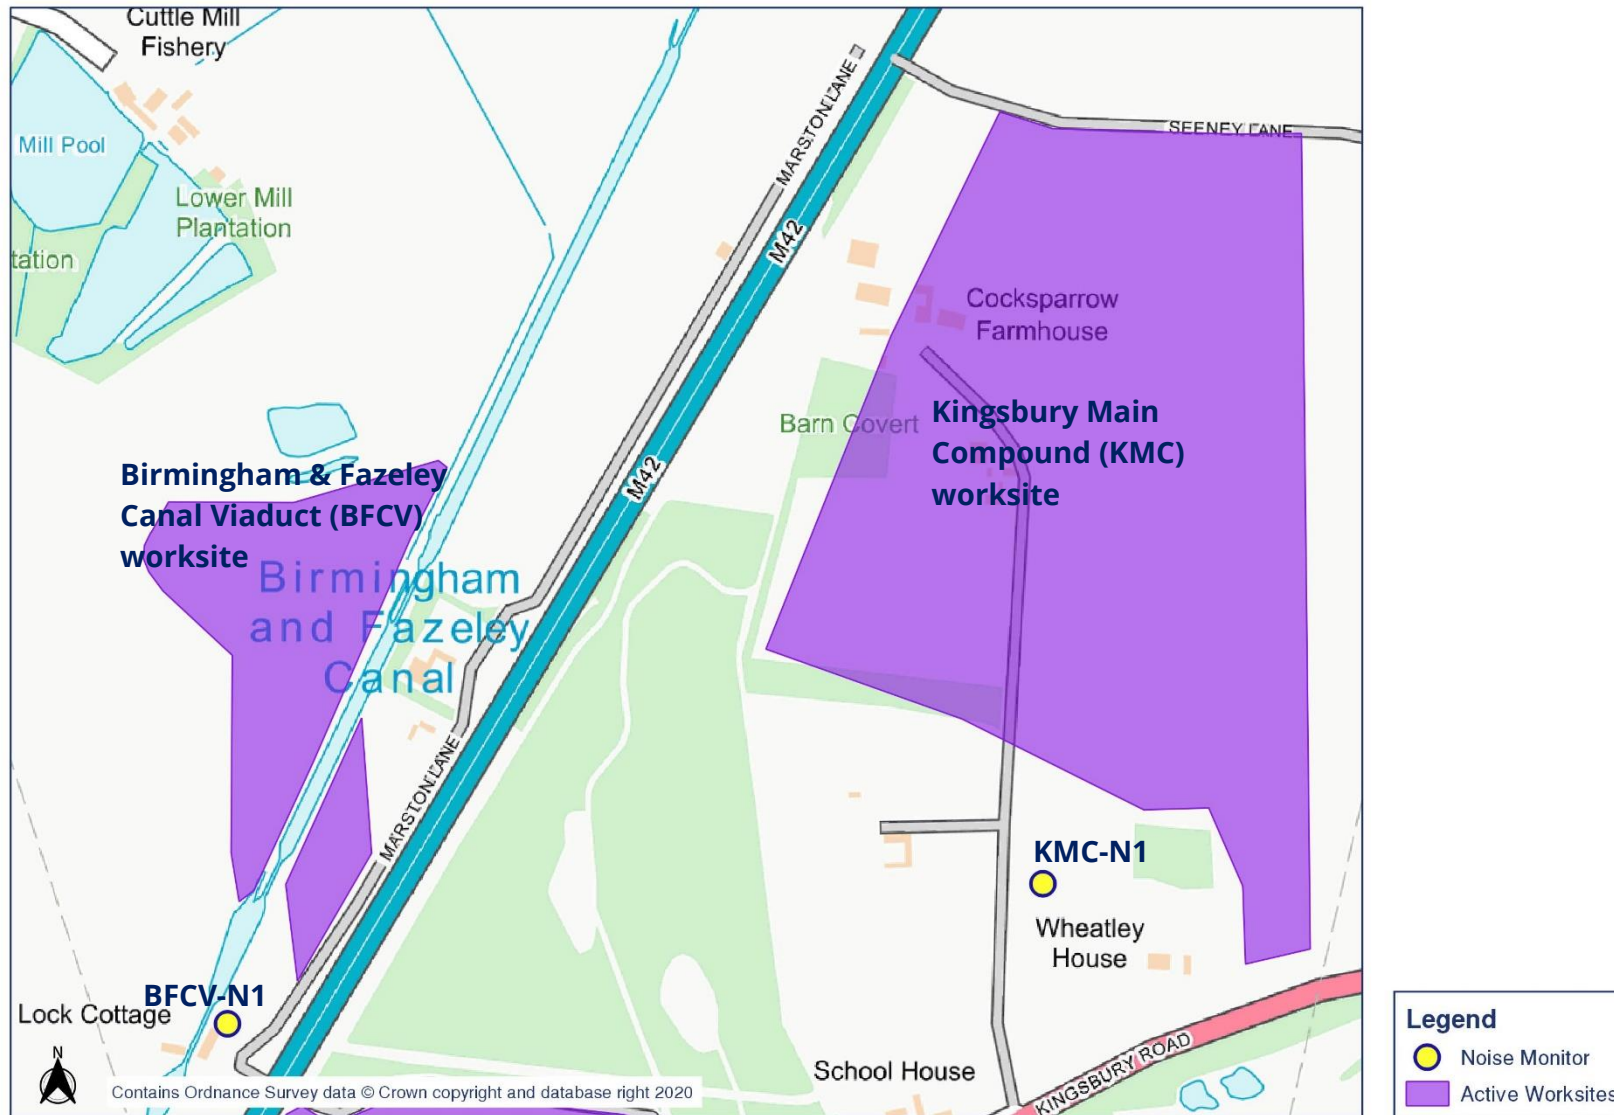 Cuttle Mill
Fishery
MARSTON LANE
SEENEY LANE
Mill Pool
Lower Mill
Plantation
tation
M42
Cocksparrow
Farmhouse
Barn Covert
Kingsbury Main
Compound (KMC)
worksite
M42
Birmingham & Fazeley
Canal Viaduct (BFCV)
worksite
Birmingham
and Fazeley
Canal
MARSTON LANE
KMC-N1
Wheatley
House
BFCV-N1
Lock Cottage
N
School House
KINGSBURY ROAD
Contains Ordnance Survey data © Crown copyright and database right 2020
Legend
Noise Monitor
Active Worksites